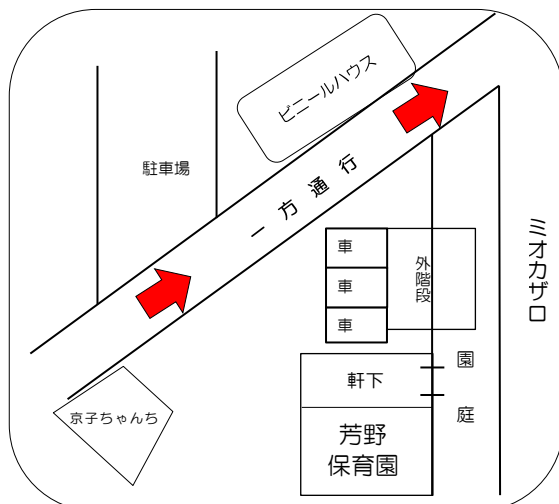 ビニールハウス
駐車場
一方通行
車
車
車
外階段
ミオカザロ
園庭
軒下
京子ちゃんち
芳野
保育園